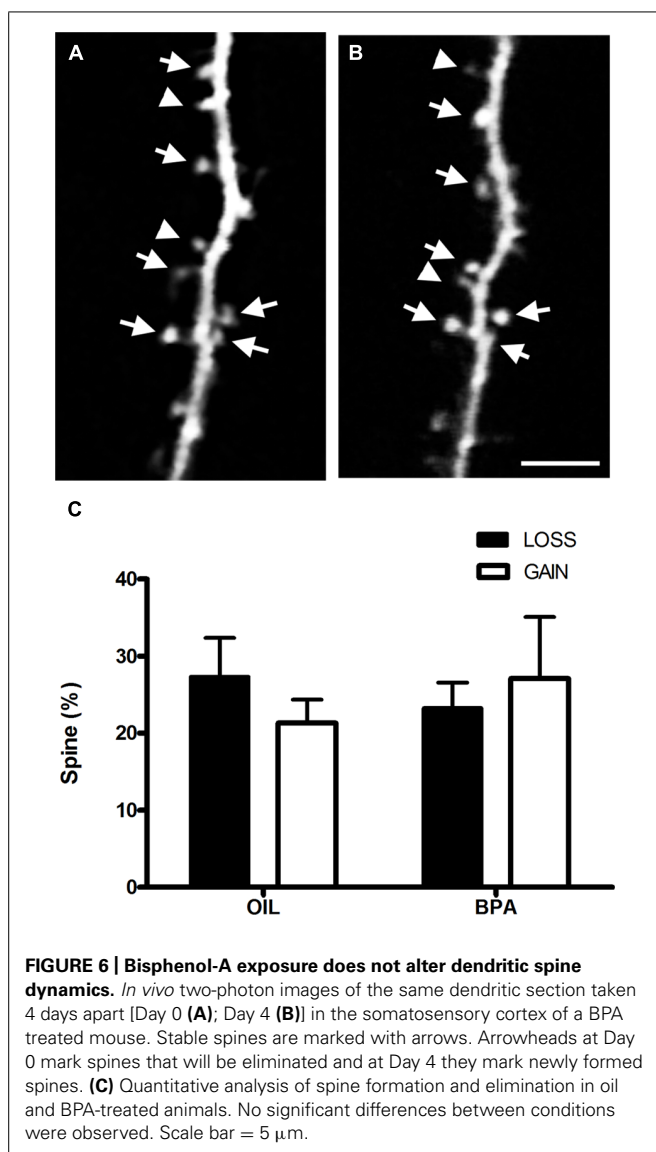 A
B
C
LOSS
GAIN
40
30
20
10
0
Spine (%)
OIL
BPA
FIGURE 6 | Bisphenol-A exposure does not alter dendritic spine
dynamics. In vivo two-photon images of the same dendritic section taken
4 days apart [Day 0 (A); Day 4 (B)] in the somatosensory cortex of a BPA
treated mouse. Stable spines are marked with arrows. Arrowheads at Day
0 mark spines that will be eliminated and at Day 4 they mark newly formed
spines. (C) Quantitative analysis of spine formation and elimination in oil
and BPA-treated animals. No significant differences between conditions
were observed. Scale bar = 5 μm.